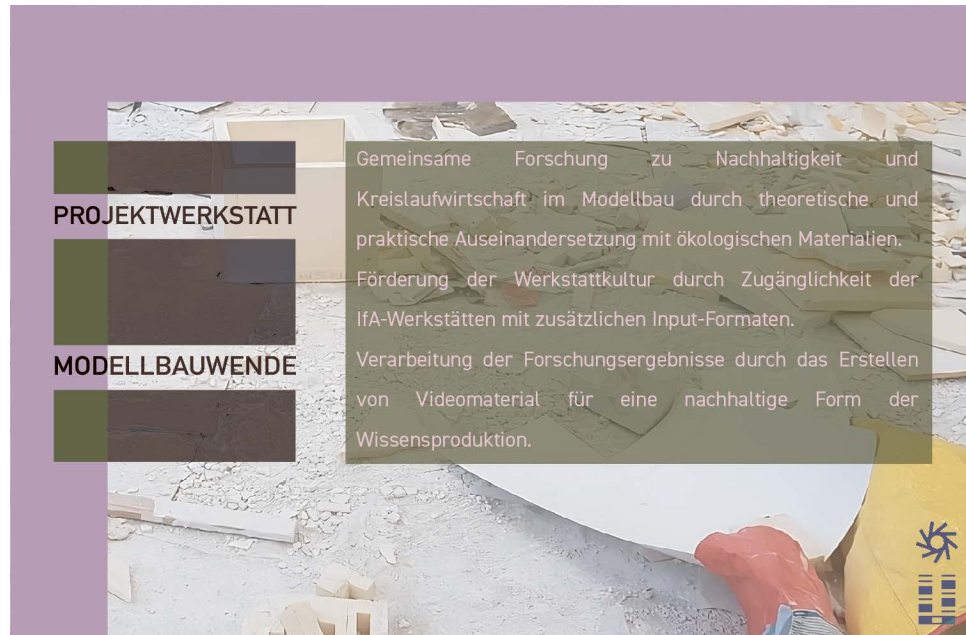 PROJEKTWERKSTATT
MODELLBAUWENDE
Gemeinsame Forschung zu Nachhaltigkeit und
Kreislaufwirtschaft im Modellbau durch theoretische und
praktische Auseinandersetzung mit ökologischen Materialien.
Förderung der Werkstattkultur durch Zugänglichkeit der
IfA-Werkstätten mit zusätzlichen Input-Formaten.
Verarbeitung der Forschungsergebnisse durch das Erstellen
von Videomaterial für eine nachhaltige Form der
Wissensproduktion.